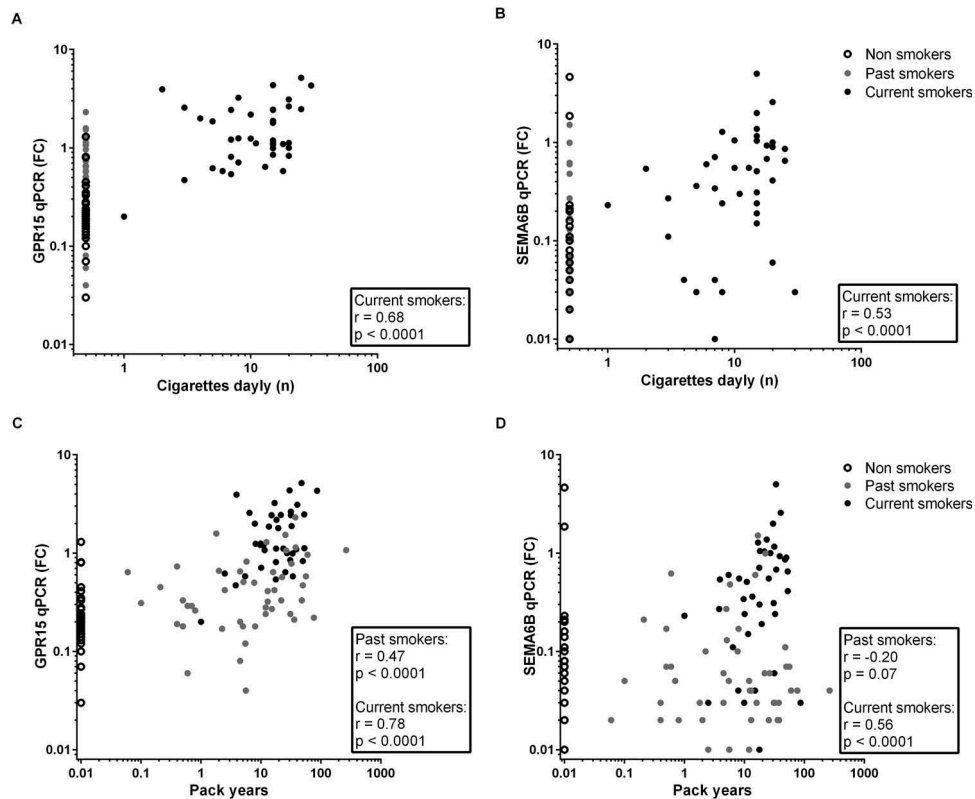 A
B
Non smokers
Past smokers
Current smokers
10
1
0.1
0.01
GPR15 qPCR (FC)
Current smokers:
r = 0.68
p < 0.0001
1
10
100
Cigarettes dayly (n)
10
1
0.1
0.01
SEMA6B qPCR (FC)
Current smokers:
r = 0.53
p < 0.0001
1
10
100
Cigarettes dayly (n)
C
D
Non smokers
Past smokers
Current smokers
10
1
0.1
0.01
GPR15 qPCR (FC)
Past smokers:
r = 0.47
p < 0.0001
Current smokers:
r = 0.78
p < 0.0001
0.01
0.1
1
10
100
1000
Pack years
10
1
0.1
0.01
SEMA6B qPCR (FC)
Past smokers:
r = -0.20
p = 0.07
Current smokers:
r = 0.56
p < 0.0001
0.01
0.1
1
10
100
1000
Pack years